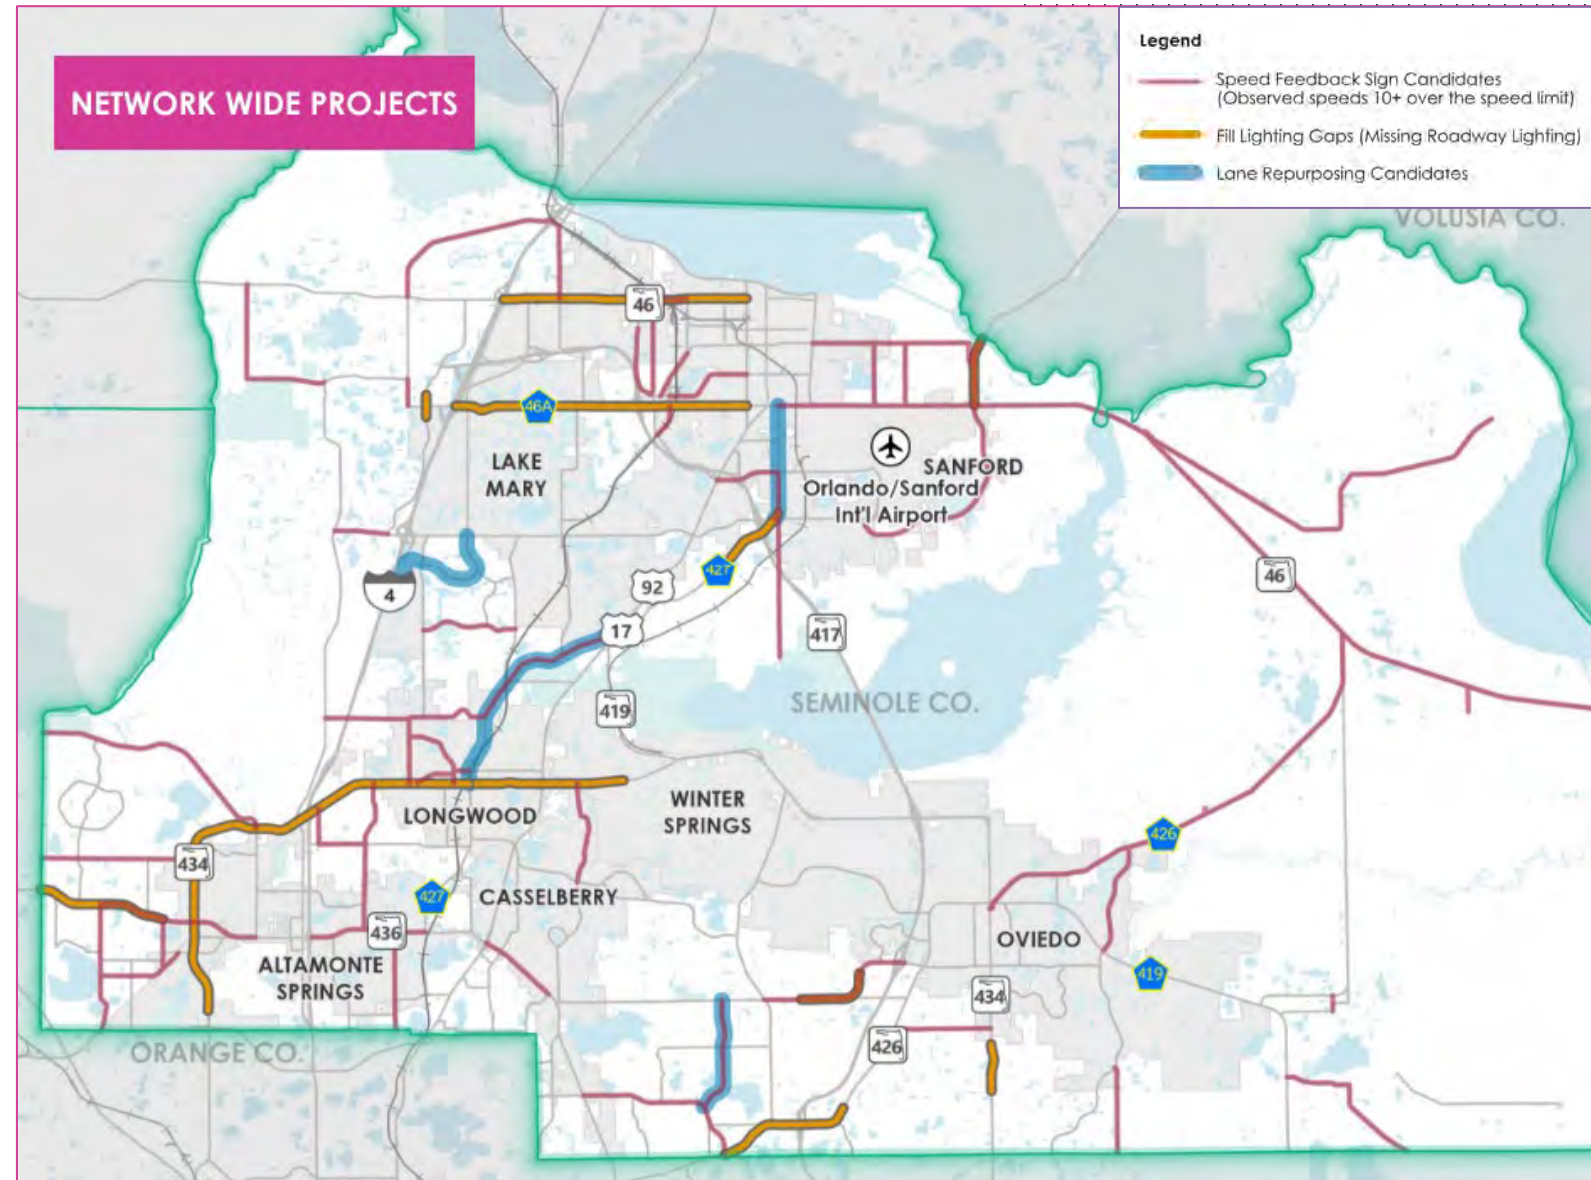 NETWORK WIDE PROJECTS
Legend
Speed Feedback Sign Candidates
(Observed speeds 10+ over the speed limit)
Fill Lighting Gaps (Missing Roadway Lighting)
Lane Repurposing Candidates
VOLUSIA CO.
46
46A
LAKE
MARY
SANFORD
Orlando/Sanford
Int'l Airport
427
92
4
46
17
417
419
SEMINOLE CO.
WINTER
SPRINGS
LONGWOOD
426
434
427
CASSELBERRY
436
OVIEDO
ALTAMONTE
SPRINGS
419
434
426
ORANGE CO.